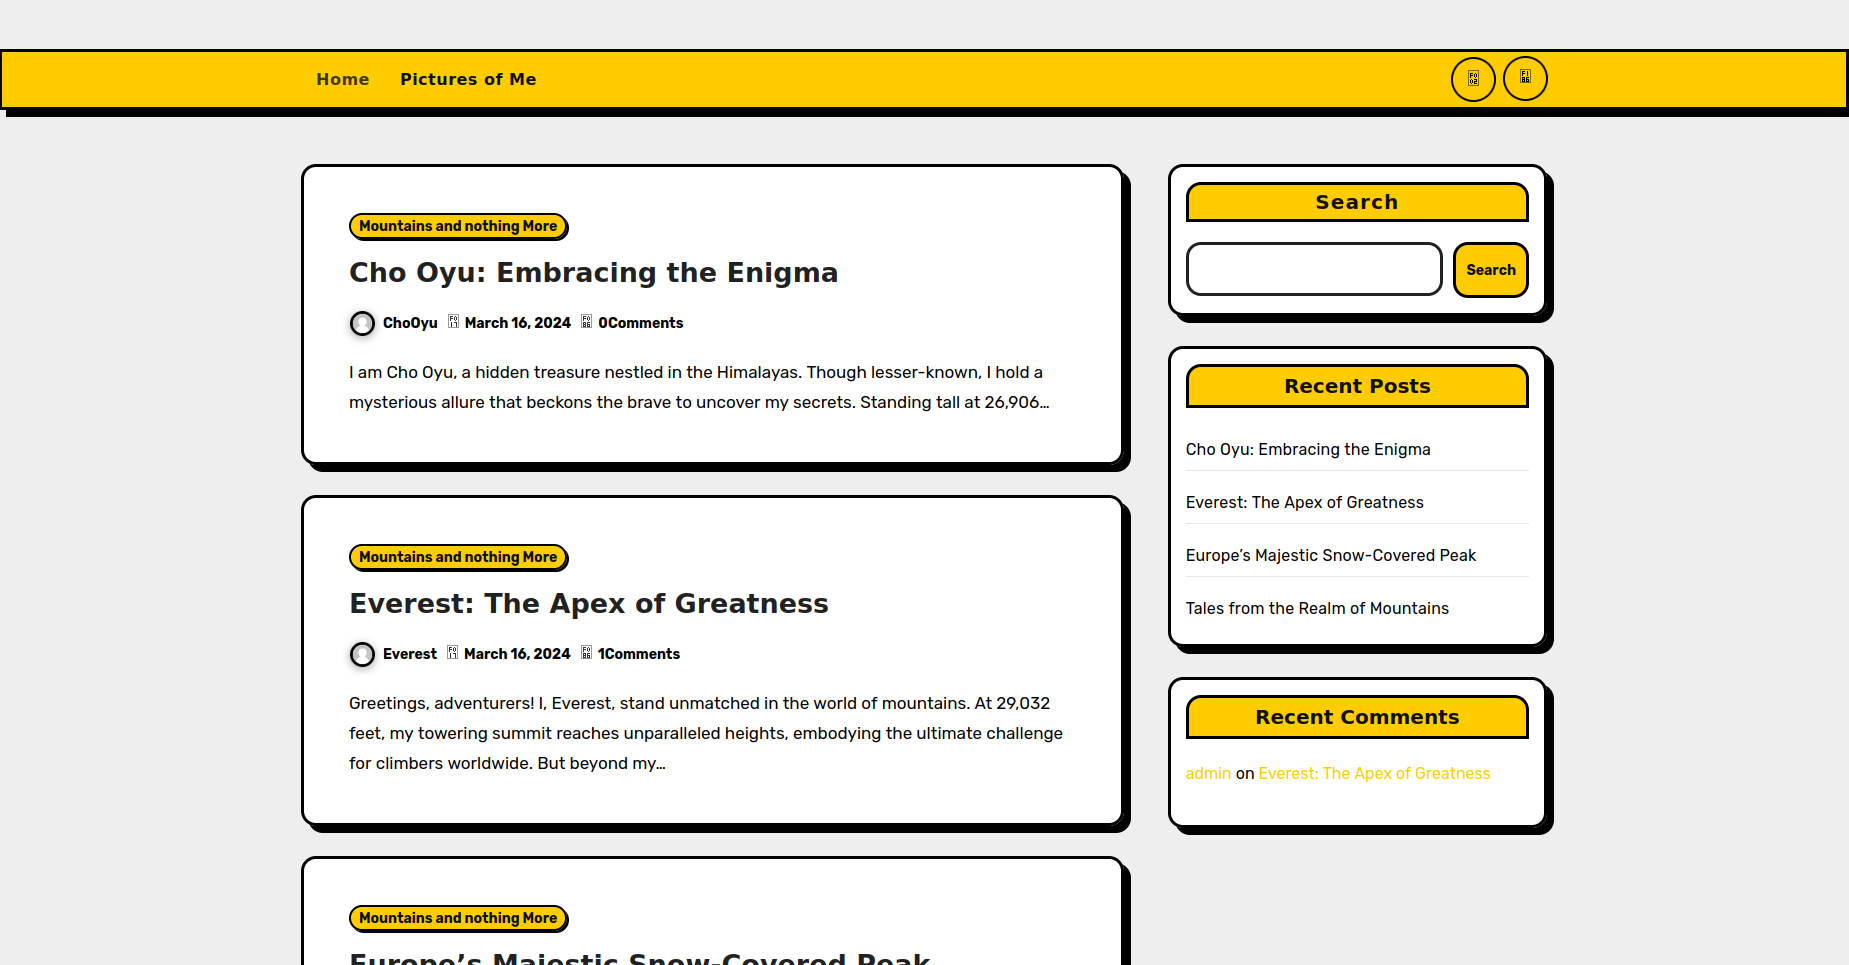 Home
Pictures of Me
Mountains and nothing More
Cho Oyu: Embracing the Enigma
ChoOyu March 16, 2024 0Comments
I am Cho Oyu, a hidden treasure nestled in the Himalayas. Though lesser-known, I hold a
mysterious allure that beckons the brave to uncover my secrets. Standing tall at 26,906…
Mountains and nothing More
Everest: The Apex of Greatness
Everest March 16, 2024 1Comments
Greetings, adventurers! I, Everest, stand unmatched in the world of mountains. At 29,032
feet, my towering summit reaches unparalleled heights, embodying the ultimate challenge
for climbers worldwide. But beyond my…
Mountains and nothing More
Europe’s Majestic Snow-Covered Peak
Search
Search
Recent Posts
Cho Oyu: Embracing the Enigma
Everest: The Apex of Greatness
Europe’s Majestic Snow-Covered Peak
Tales from the Realm of Mountains
Recent Comments
admin on Everest: The Apex of Greatness